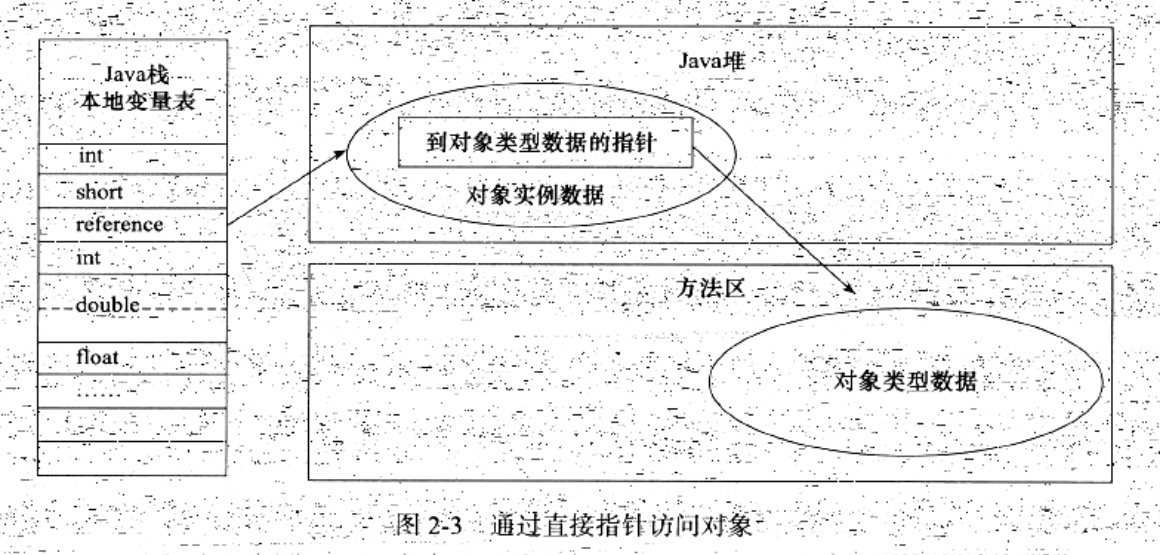 Java栈
本地变量表
int
short
reference
int
double
float
……
Java堆
到对象类型数据的指针
对象实例数据
方法区
对象类型数据
图 2-3 通过直接指针访问对象